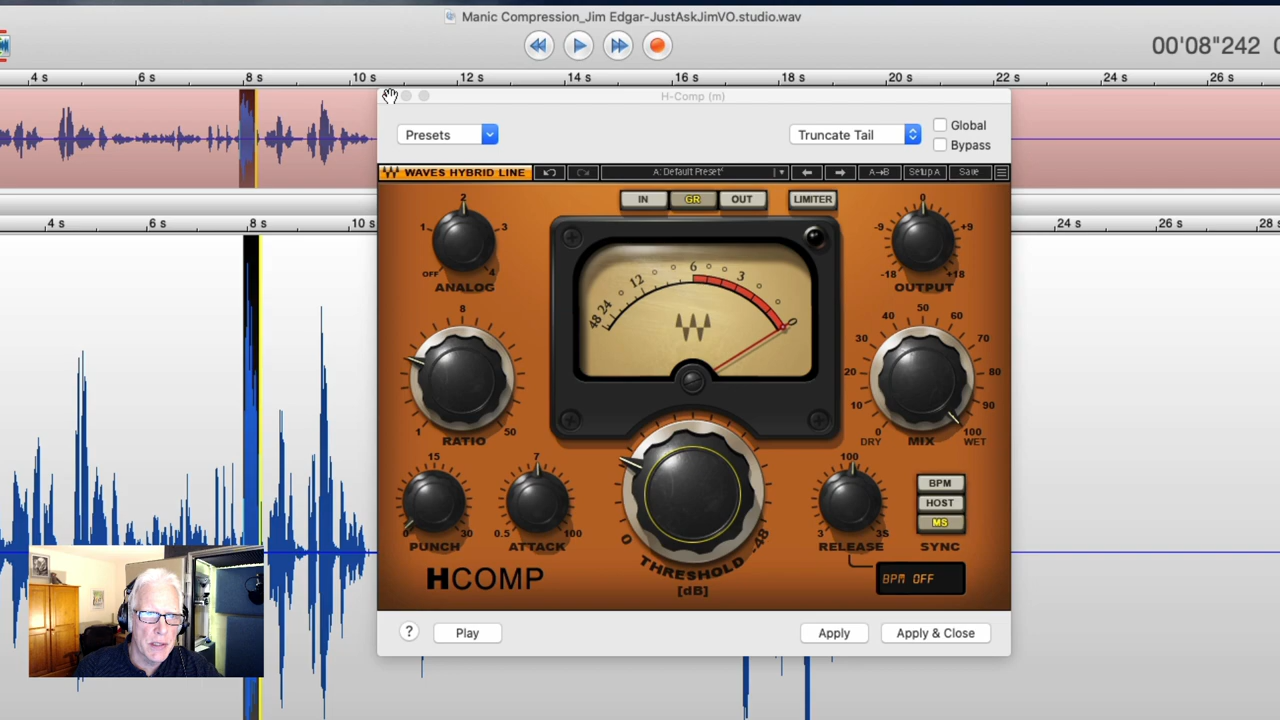 Manic Compression_Jim Edgar-JustAskJimVO.studio.wav
00'08"242
4 s 6 s 8 s 10 s 12 s 14 s 16 s 18 s 20 s 22 s 24 s 26 s
H-Comp (m)
Presets
Truncate Tail
Global
Bypass
WAVES HYBRID LINE
A: Default Preset*
A→B
Setup A
Save
4 s 6 s 8 s 10 s 24 s 26 s 28 s
IN GR OUT LIMITER
1 2 3 4 OFF
ANALOG
48 24 12 6 3 0
-18 -9 0 +9 +18
OUTPUT
1 8 50
RATIO
0 10 20 30 40 50 60 70 80 90 100
DRY MIX WET
0 15 30
PUNCH
0.5 7 100
ATTACK
0 -48
THRESHOLD
[dB]
3 100 3S
RELEASE
BPM
HOST
MS
SYNC
HCOMP
BPM OFF
?
Play
Apply
Apply & Close